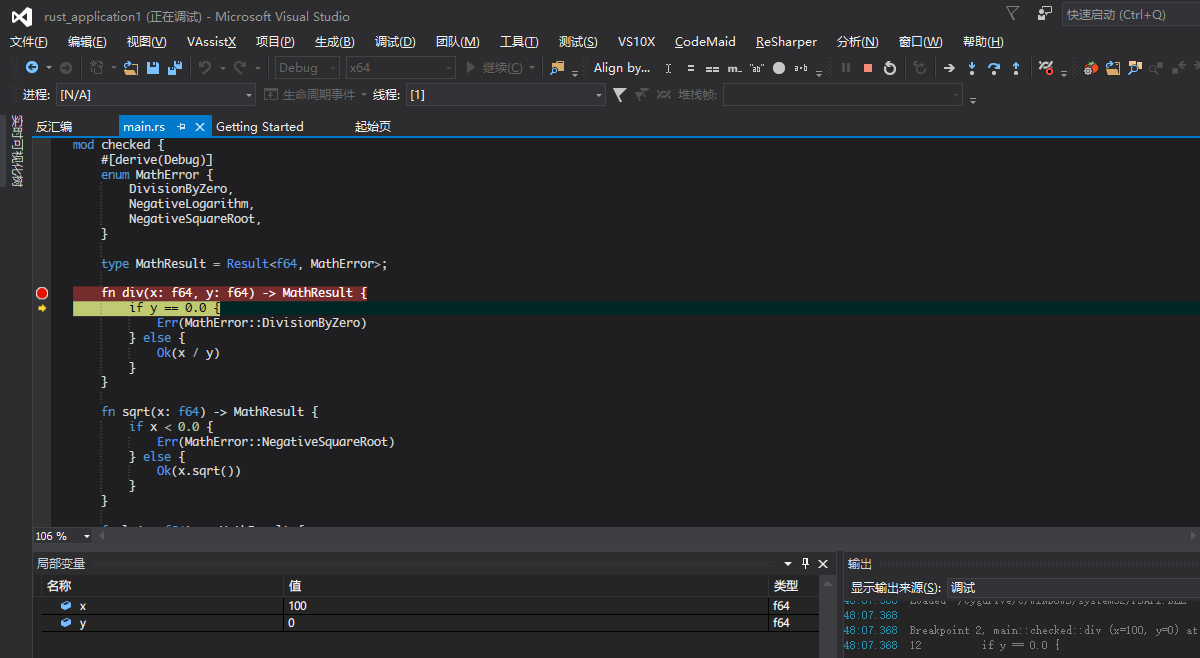 rust_application1 (正在调试) - Microsoft Visual Studio
快速启动 (Ctrl+Q)
文件(F) 编辑(E) 视图(V) VAssistX 项目(P) 生成(B) 调试(D) 团队(M) 工具(T) 测试(S) VS10X CodeMaid ReSharper 分析(N) 窗口(W) 帮助(H)
Debug x64 继续(C) Align by...
进程: [N/A] 生命周期事件 线程: [1] 堆栈帧:
实时可视化树
反汇编 main.rs Getting Started 起始页
mod checked {
#[derive(Debug)]
enum MathError {
DivisionByZero,
NegativeLogarithm,
NegativeSquareRoot,
}
type MathResult = Result<f64, MathError>;
fn div(x: f64, y: f64) -> MathResult {
if y == 0.0 {
Err(MathError::DivisionByZero)
} else {
Ok(x / y)
}
}
fn sqrt(x: f64) -> MathResult {
if x < 0.0 {
Err(MathError::NegativeSquareRoot)
} else {
Ok(x.sqrt())
}
}
106 %
局部变量
名称 值 类型
x 100 f64
y 0 f64
输出
显示输出来源(S): 调试
48:07.368
48:07.368
48:07.368 Breakpoint 2, main::checked::div (x=100, y=0) at
48:07.368 12 if y == 0.0 {